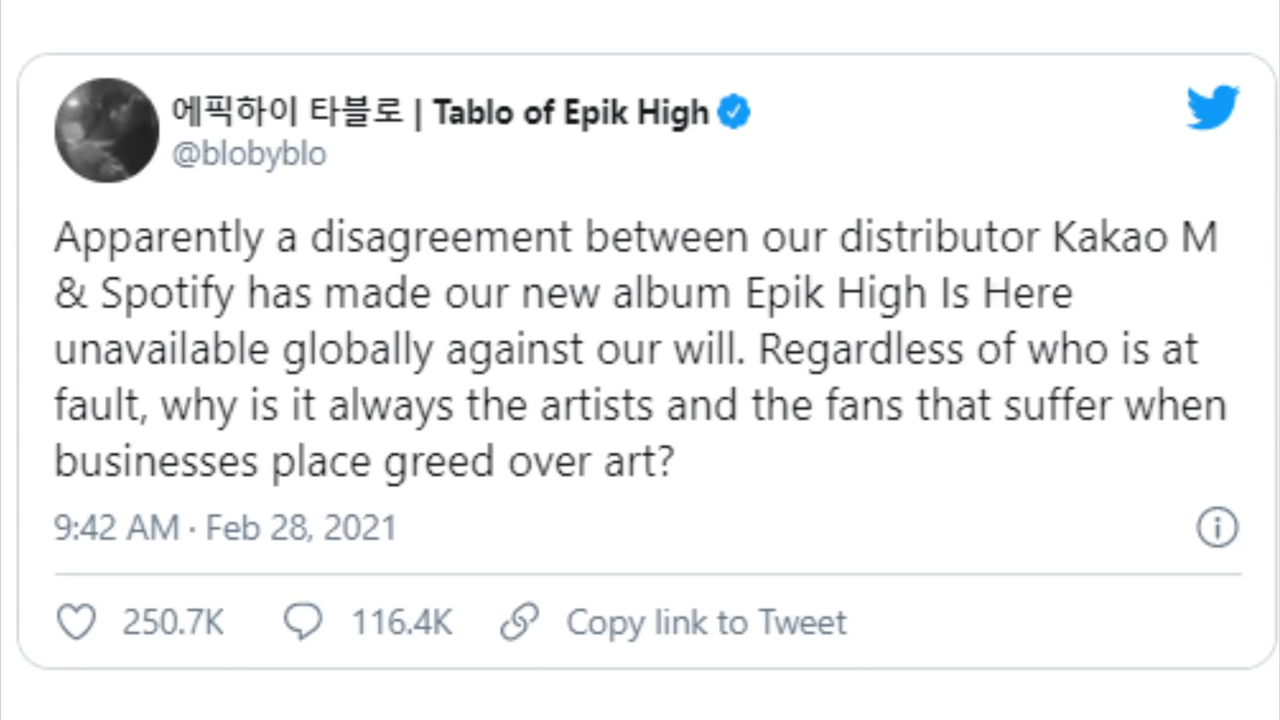 에픽하이 타블로 | Tablo of Epik High
@blobyblo
Apparently a disagreement between our distributor Kakao M
& Spotify has made our new album Epik High Is Here
unavailable globally against our will. Regardless of who is at
fault, why is it always the artists and the fans that suffer when
businesses place greed over art?
9:42 AM · Feb 28, 2021
250.7K 116.4K Copy link to Tweet